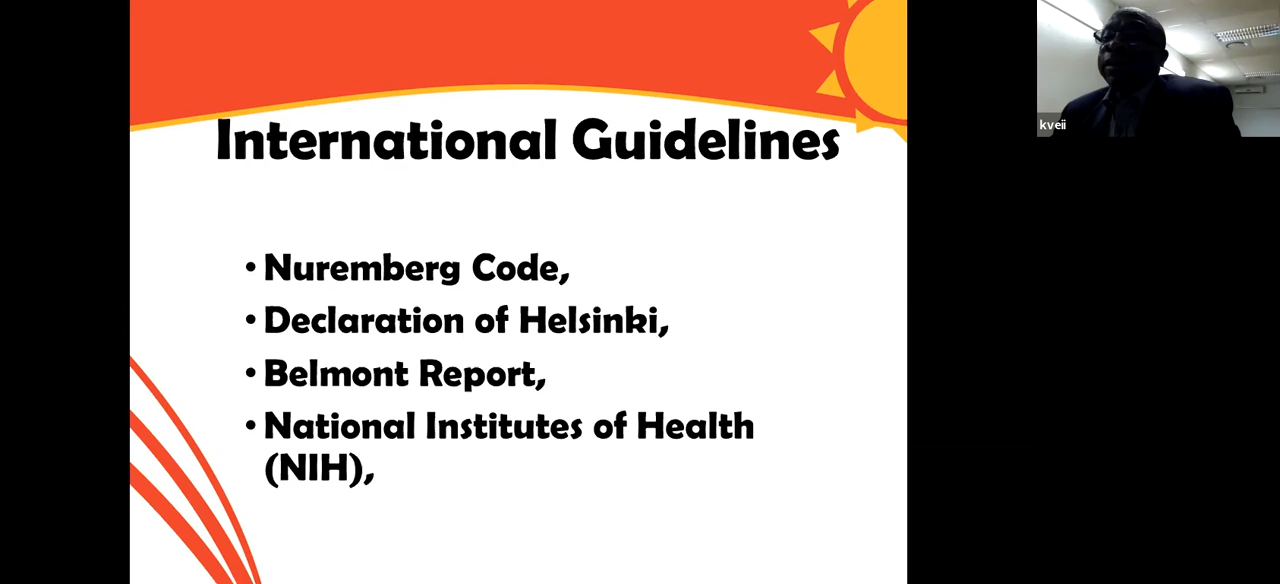 International Guidelines
• Nuremberg Code,
• Declaration of Helsinki,
• Belmont Report,
• National Institutes of Health
(NIH),
kveii